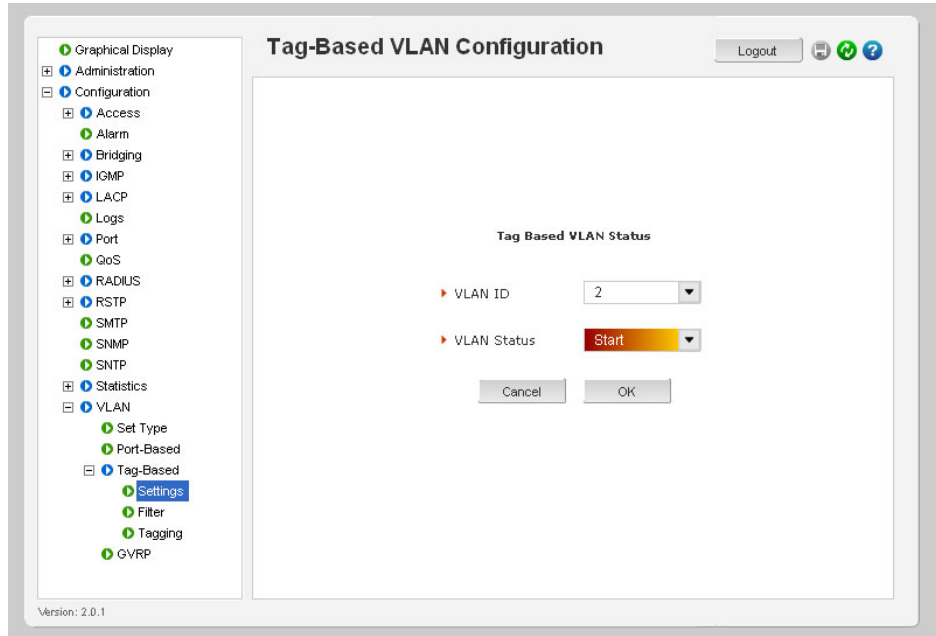 Graphical Display
Administration
Configuration
Access
Alarm
Bridging
IGMP
LACP
Logs
Port
QoS
RADIUS
RSTP
SMTP
SNMP
SNTP
Statistics
VLAN
Set Type
Port-Based
Tag-Based
Settings
Filter
Tagging
GVRP
Version: 2.0.1
Tag-Based VLAN Configuration
Logout
?
Tag Based VLAN Status
VLAN ID 2
VLAN Status Start
Cancel OK